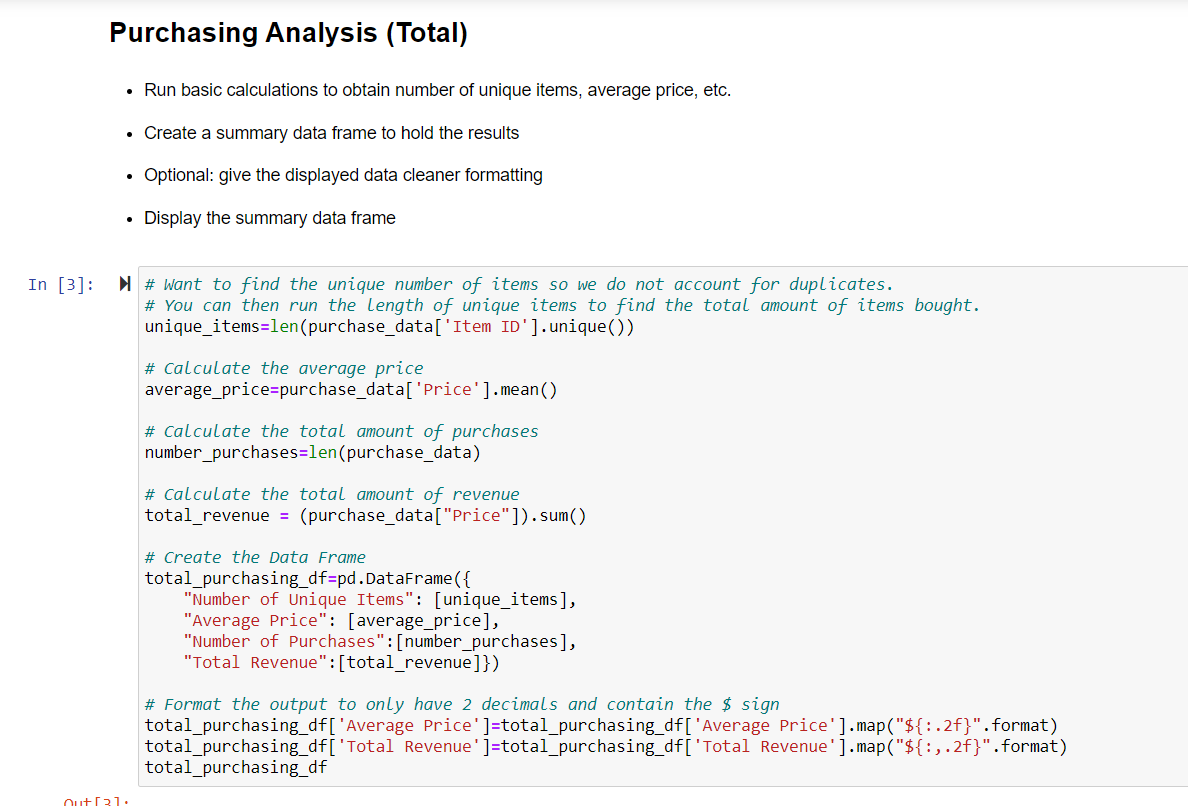 Purchasing Analysis (Total)
• Run basic calculations to obtain number of unique items, average price, etc.
• Create a summary data frame to hold the results
• Optional: give the displayed data cleaner formatting
• Display the summary data frame
In [3]:
# Want to find the unique number of items so we do not account for duplicates.
# You can then run the length of unique items to find the total amount of items bought.
unique_items=len(purchase_data['Item ID'].unique())
# Calculate the average price
average_price=purchase_data['Price'].mean()
# Calculate the total amount of purchases
number_purchases=len(purchase_data)
# Calculate the total amount of revenue
total_revenue = (purchase_data["Price"]).sum()
# Create the Data Frame
total_purchasing_df=pd.DataFrame({
    "Number of Unique Items": [unique_items],
    "Average Price": [average_price],
    "Number of Purchases":[number_purchases],
    "Total Revenue":[total_revenue]})
# Format the output to only have 2 decimals and contain the $ sign
total_purchasing_df['Average Price']=total_purchasing_df['Average Price'].map("${:.2f}".format)
total_purchasing_df['Total Revenue']=total_purchasing_df['Total Revenue'].map("${:,.2f}".format)
total_purchasing_df
Out[3]: